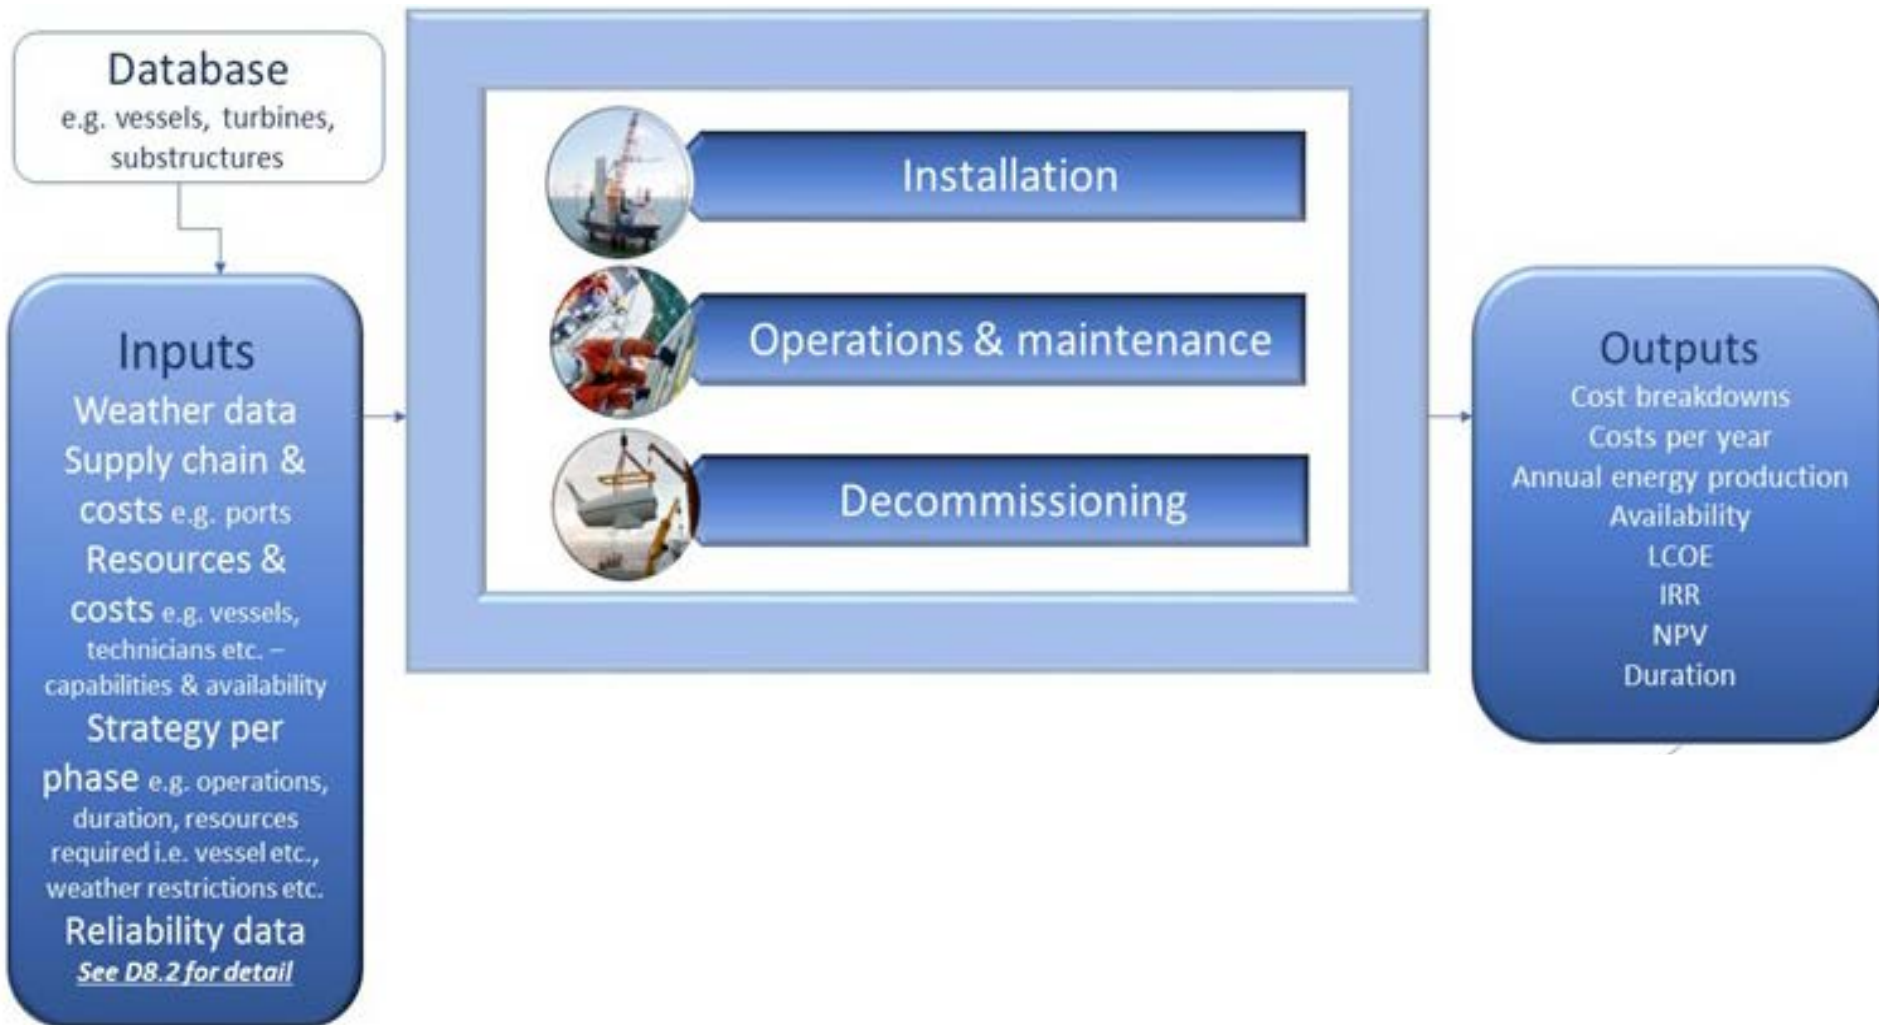 Database
e.g. vessels, turbines,
substructures
Inputs
Weather data
Supply chain &
costs e.g. ports
Resources &
costs e.g. vessels,
technicians etc. –
capabilities & availability
Strategy per
phase e.g. operations,
duration, resources
required i.e. vessel etc.,
weather restrictions etc.
Reliability data
See D8.2 for detail
Installation
Operations & maintenance
Decommissioning
Outputs
Cost breakdowns
Costs per year
Annual energy production
Availability
LCOE
IRR
NPV
Duration